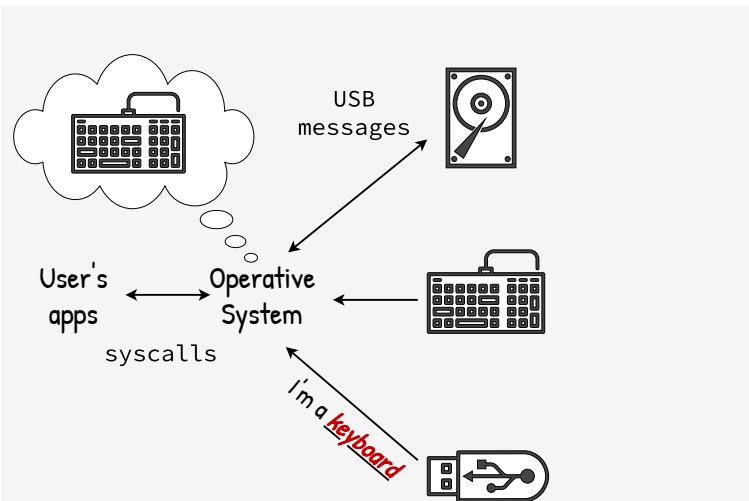 USB
messages
User's
apps
Operative
System
syscalls
I'm a keyboard